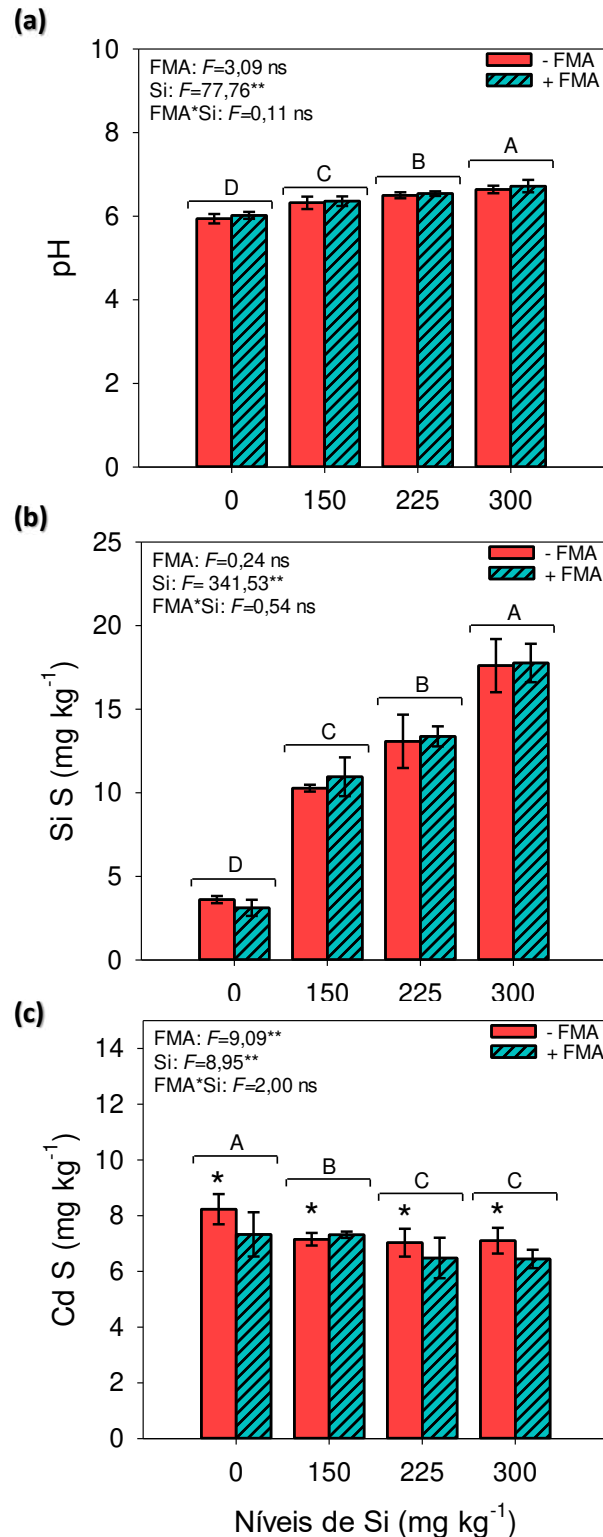 (a)
10
8
6
4
2
0
pH
FMA: F=3,09 ns
Si: F=77,76**
FMA*Si: F=0,11 ns
- FMA
+ FMA
D
C
B
A
0 150 225 300
(b)
25
20
15
10
5
0
Si S (mg kg⁻¹)
FMA: F=0,24 ns
Si: F= 341,53**
FMA*Si: F=0,54 ns
- FMA
+ FMA
D
C
B
A
0 150 225 300
(c)
14
12
10
8
6
4
2
0
Cd S (mg kg⁻¹)
FMA: F=9,09**
Si: F=8,95**
FMA*Si: F=2,00 ns
- FMA
+ FMA
A
B
C
C
* * * *
0 150 225 300
Níveis de Si (mg kg⁻¹)